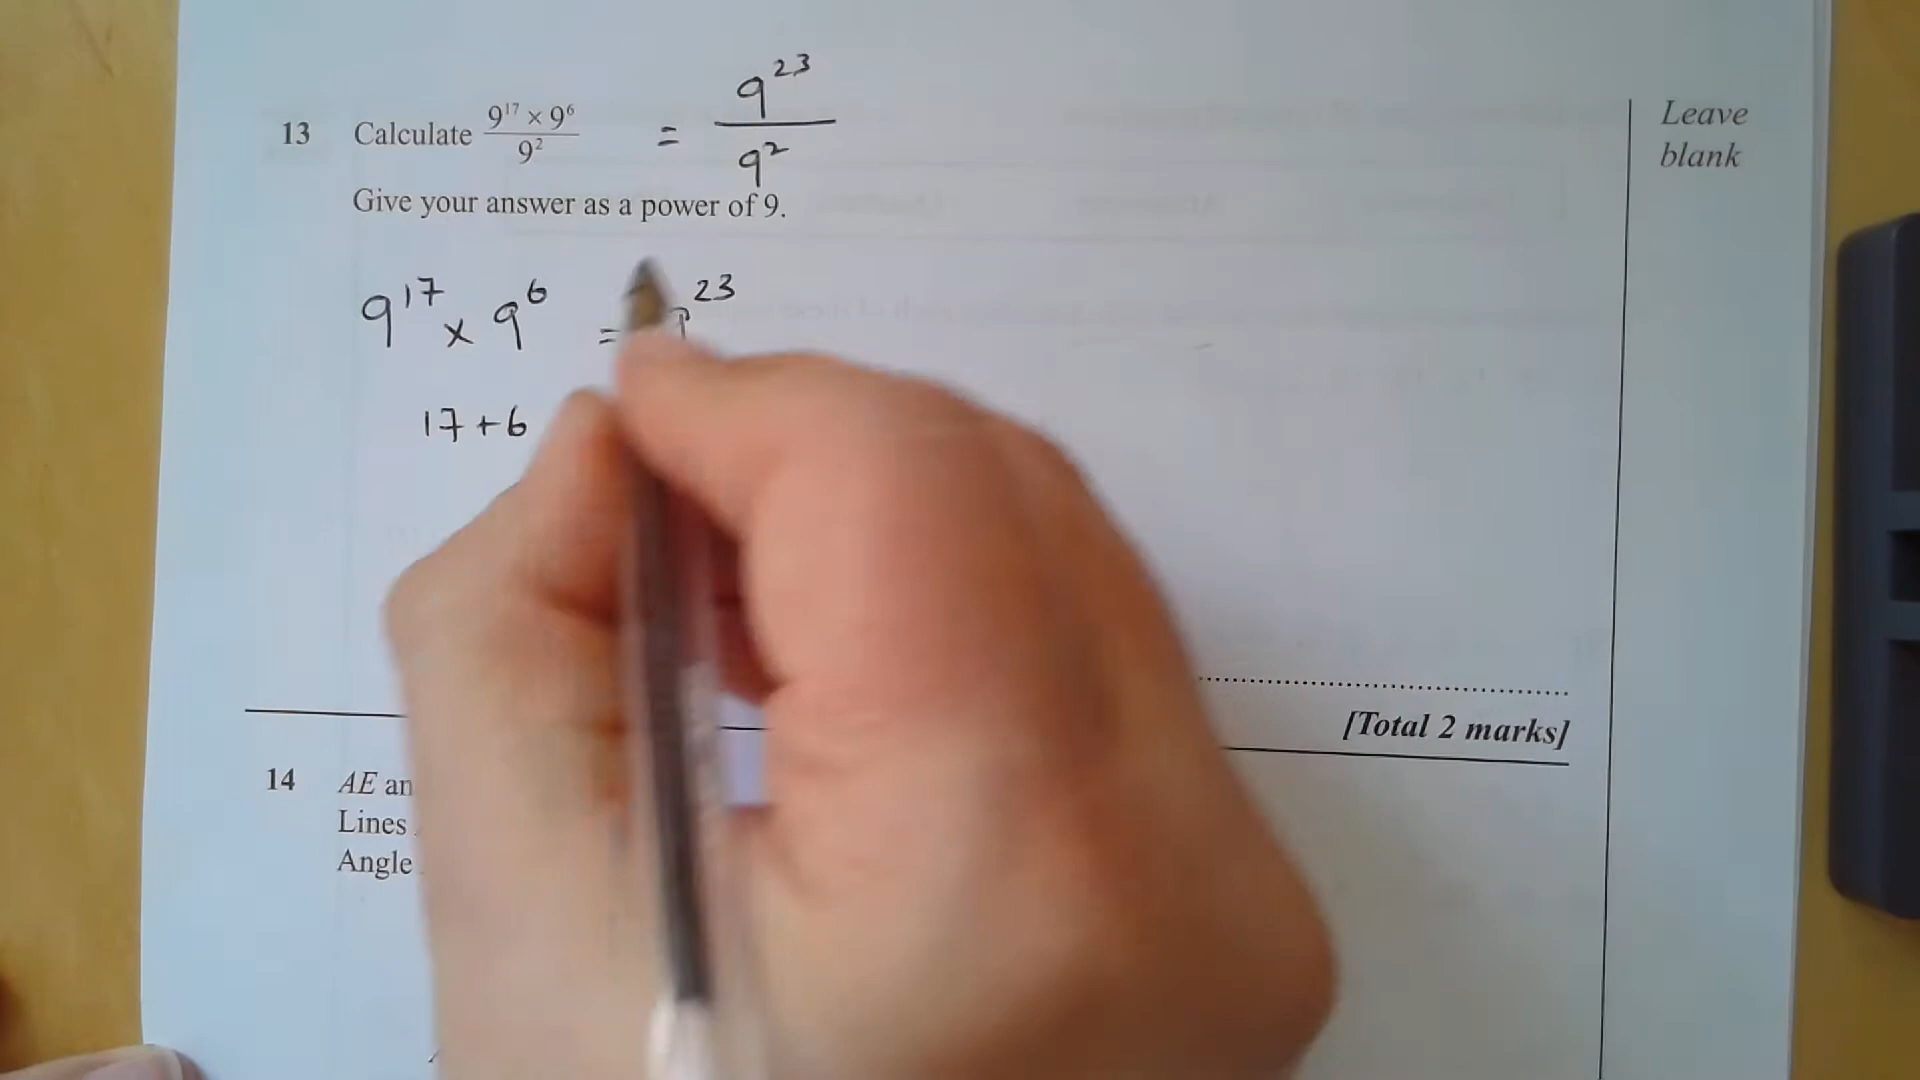 13 Calculate 9¹⁷ × 9⁶ / 9² = 9²³ / 9²
Give your answer as a power of 9.
9¹⁷ × 9⁶ = 9²³
17 + 6
[Total 2 marks]
14 AE an
Lines
Angle
Leave
blank